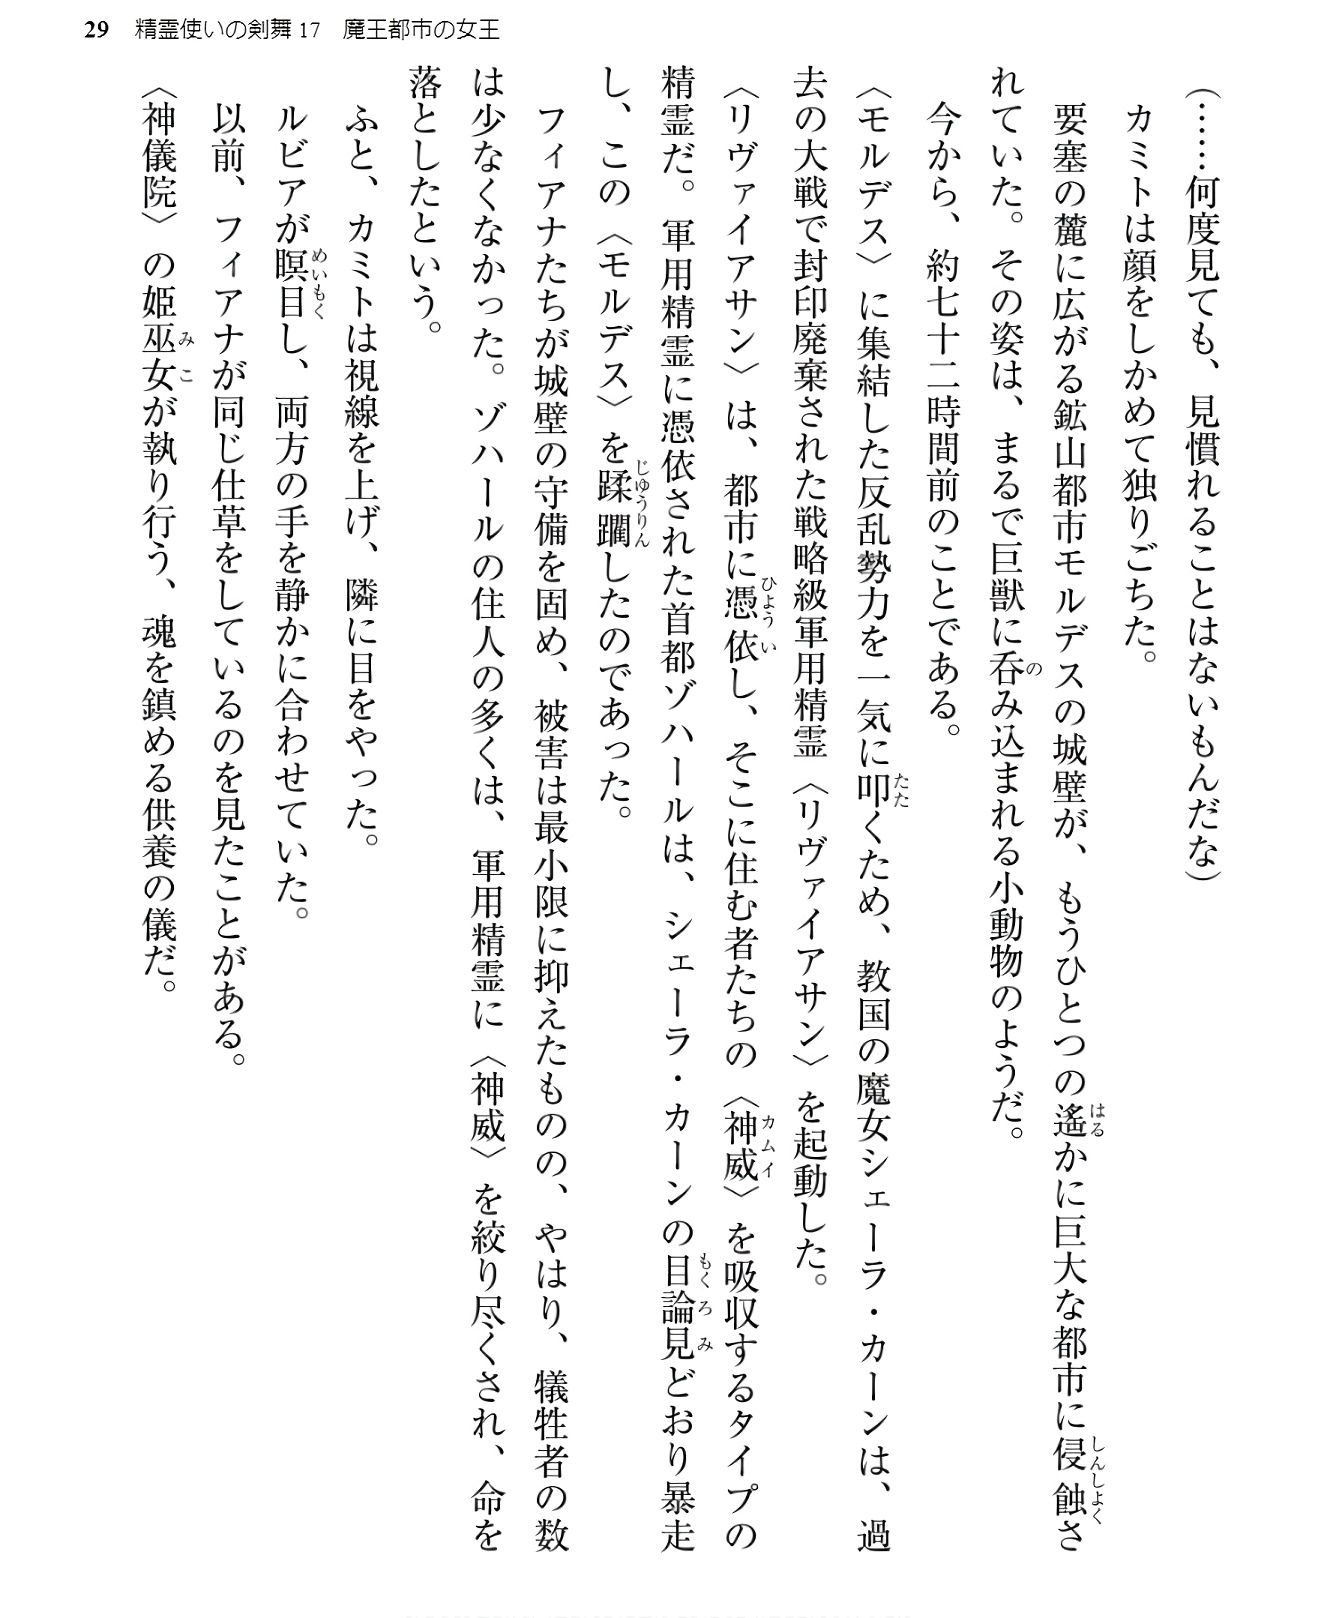 29 精霊使いの剣舞17 魔王都市の女王
(……何度見ても、見慣れることはないもんだな)
カミトは顔をしかめて独りごちた。
要塞の麓に広がる鉱山都市モルデスの城壁が、もうひとつの遙かに巨大な都市に侵蝕さ
れていた。その姿は、まるで巨獣に呑み込まれる小動物のようだ。
今から、約七十二時間前のことである。
〈モルデス〉に集結した反乱勢力を一気に叩くため、教国の魔女シェーラ・カーンは、過
去の大戦で封印廃棄された戦略級軍用精霊〈リヴァイアサン〉を起動した。
〈リヴァイアサン〉は、都市に憑依し、そこに住む者たちの〈神威〉を吸収するタイプの
精霊だ。軍用精霊に憑依された首都ゾハールは、シェーラ・カーンの目論見どおり暴走
し、この〈モルデス〉を蹂躙したのであった。
フィアナたちが城壁の守備を固め、被害は最小限に抑えたものの、やはり、犠牲者の数
は少なくなかった。ゾハールの住人の多くは、軍用精霊に〈神威〉を絞り尽くされ、命を
落としたという。
ふと、カミトは視線を上げ、隣に目をやった。
ルビアが瞑目し、両方の手を静かに合わせていた。
以前、フィアナが同じ仕草をしているのを見たことがある。
〈神儀院〉の姫巫女が執り行う、魂を鎮める供養の儀だ。